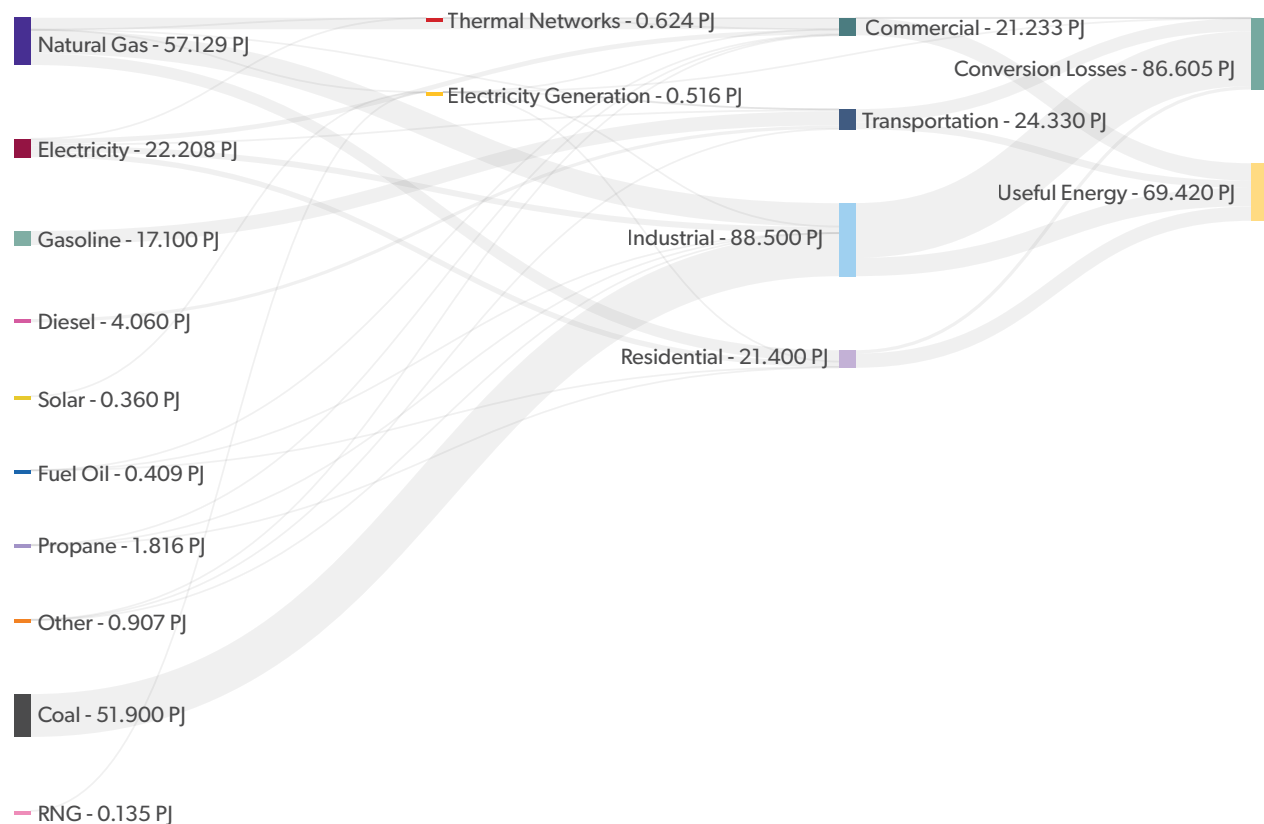 Natural Gas - 57.129 PJ
Electricity - 22.208 PJ
Gasoline - 17.100 PJ
Diesel - 4.060 PJ
Solar - 0.360 PJ
Fuel Oil - 0.409 PJ
Propane - 1.816 PJ
Other - 0.907 PJ
Coal - 51.900 PJ
RNG - 0.135 PJ
Thermal Networks - 0.624 PJ
Electricity Generation - 0.516 PJ
Commercial - 21.233 PJ
Transportation - 24.330 PJ
Industrial - 88.500 PJ
Residential - 21.400 PJ
Conversion Losses - 86.605 PJ
Useful Energy - 69.420 PJ